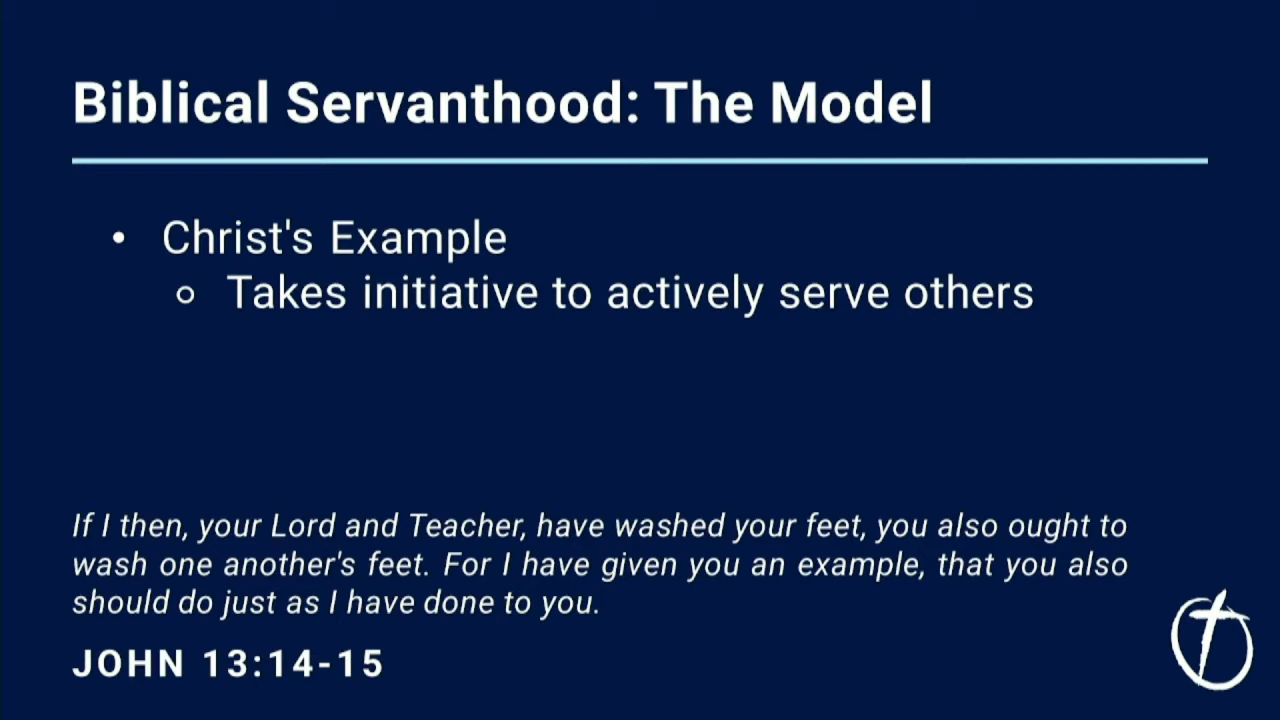 Biblical Servanthood: The Model
• Christ's Example
○ Takes initiative to actively serve others
If I then, your Lord and Teacher, have washed your feet, you also ought to
wash one another's feet. For I have given you an example, that you also
should do just as I have done to you.
JOHN 13:14-15